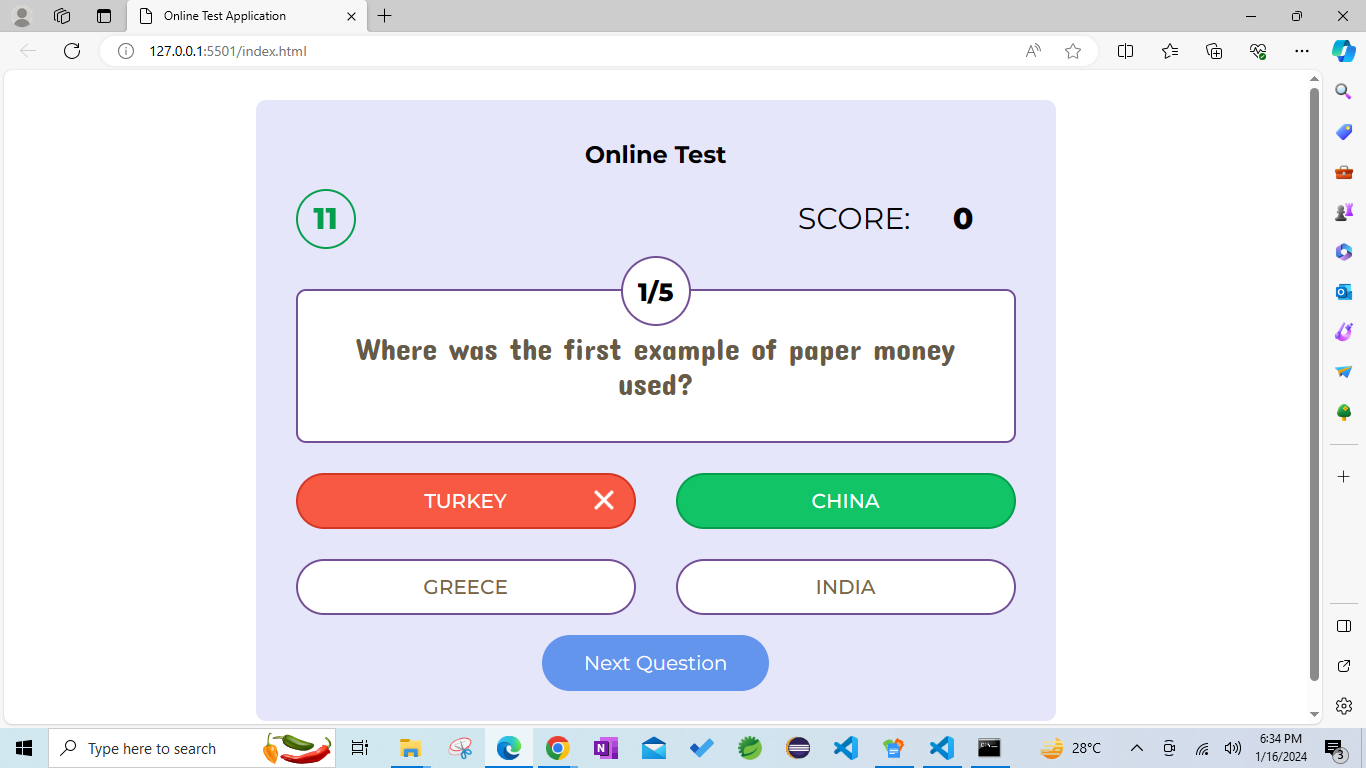 Online Test Application
127.0.0.1:5501/index.html
Online Test
11
SCORE: 0
1/5
Where was the first example of paper money
used?
TURKEY
CHINA
GREECE
INDIA
Next Question
Type here to search
28°C
6:34 PM
1/16/2024
3